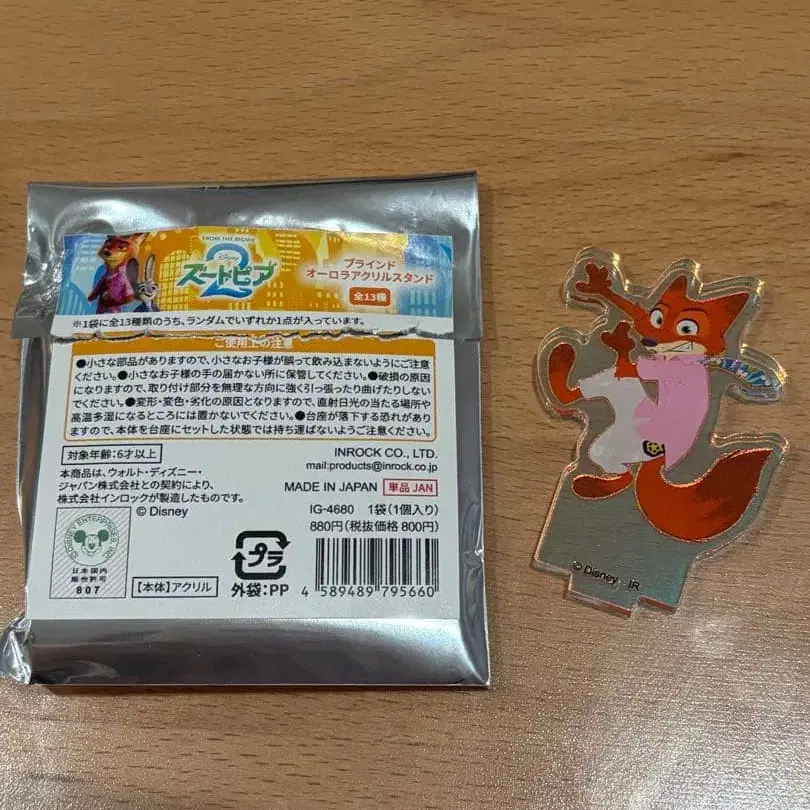 FROM THE MOVIE
Disney
ズートピア
2
ブラインド
オーロラアクリルスタンド
全13種
※1袋に全13種類のうち、ランダムでいずれか1点が入っています。
ご使用上の注意
●小さな部品がありますので、小さなお子様が誤って飲み込まないようにご注意
ください。●小さなお子様の手の届かない所に保管してください。●破損の原因
になりますので、取り付け部分を無理な方向に強く引っ張ったり曲げたりしない
でください。●変形・変色・劣化の原因となりますので、直射日光の当たる場所や
高温多湿になるところには置かないでください。●台座が落下する恐れがあり
ますので、本体を台座にセットした状態では持ち運ばないようご注意ください。
対象年齢:6才以上
本商品は、ウォルト・ディズニー・
ジャパン株式会社との契約により、
株式会社インロックが製造したものです。
© Disney
INROCK CO., LTD.
mail:products@inrock.co.jp
MADE IN JAPAN 単品 JAN
IG-4680 1袋(1個入り)
880円(税抜価格 800円)
©DISNEY ENTERPRISES, INC.
日本国内
販売許可
807
【本体】アクリル
プラ
外袋:PP
4 589489 795660
© Disney IR